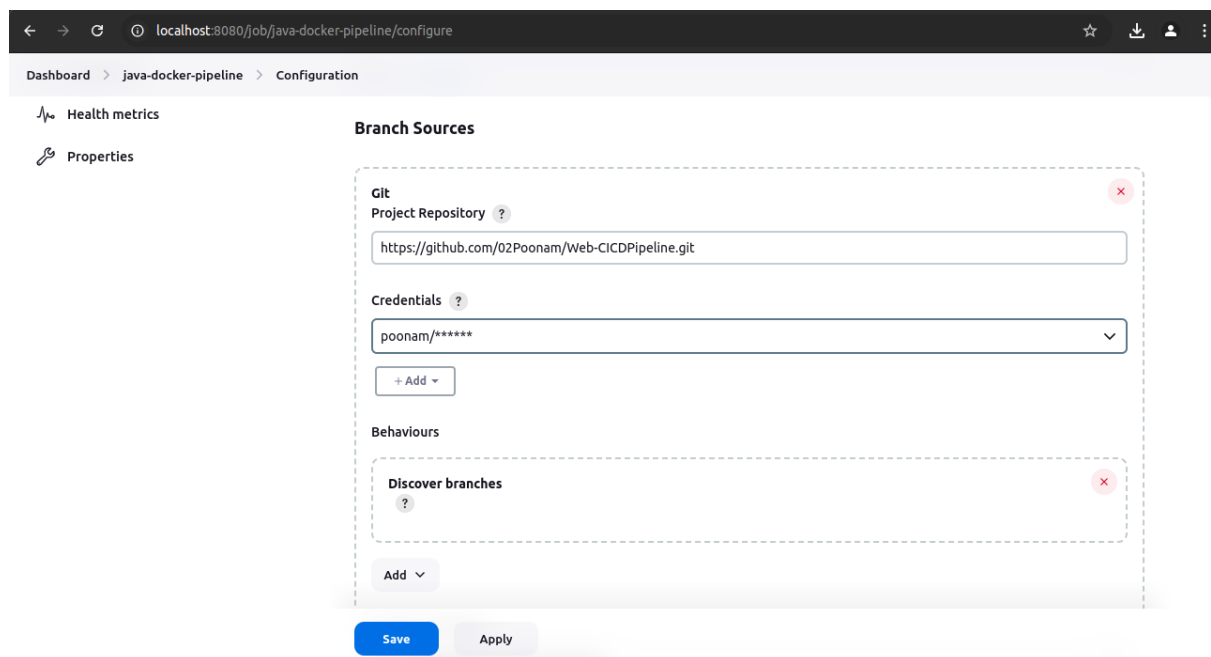 localhost:8080/job/java-docker-pipeline/configure
Dashboard > java-docker-pipeline > Configuration
Health metrics
Properties
Branch Sources
Git
Project Repository ?
https://github.com/02Poonam/Web-CICDPipeline.git
Credentials ?
poonam/******
+ Add
Behaviours
Discover branches
?
Add
Save Apply